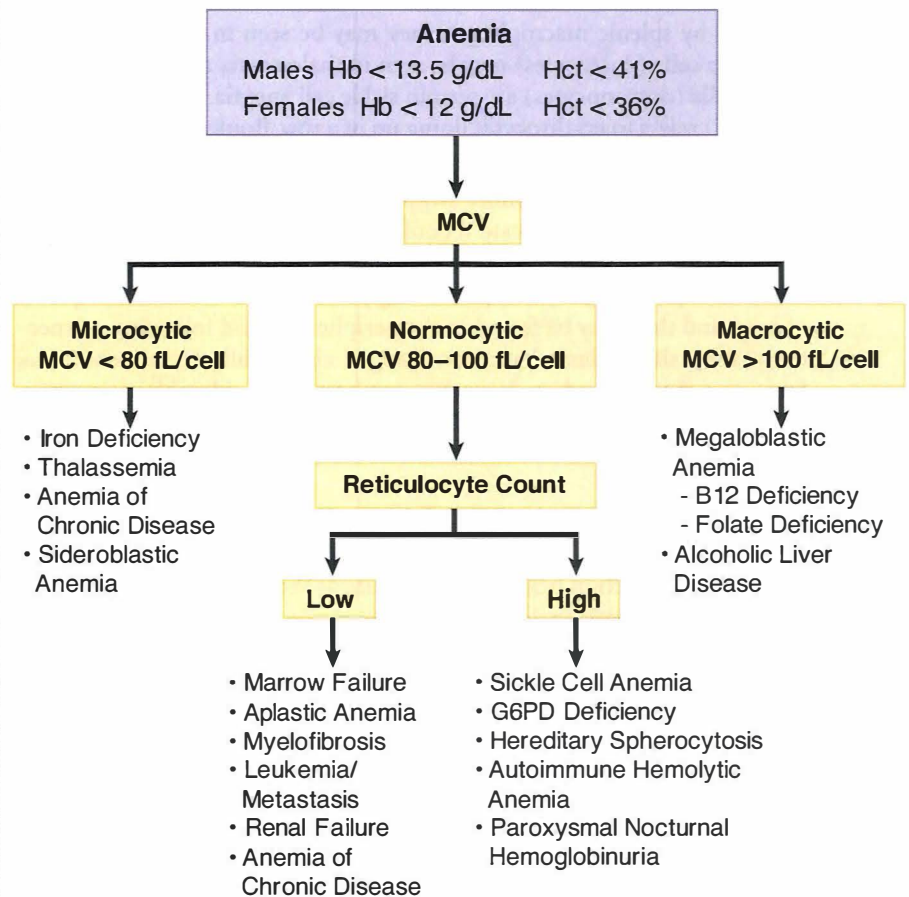 Anemia
Males Hb < 13.5 g/dL Hct < 41%
Females Hb < 12 g/dL Hct < 36%
MCV
Microcytic
MCV < 80 fL/cell
Normocytic
MCV 80–100 fL/cell
Macrocytic
MCV >100 fL/cell
• Iron Deficiency
• Thalassemia
• Anemia of
Chronic Disease
• Sideroblastic
Anemia
• Megaloblastic
Anemia
- B12 Deficiency
- Folate Deficiency
• Alcoholic Liver
Disease
Reticulocyte Count
Low
High
• Marrow Failure
• Aplastic Anemia
• Myelofibrosis
• Leukemia/
Metastasis
• Renal Failure
• Anemia of
Chronic Disease
• Sickle Cell Anemia
• G6PD Deficiency
• Hereditary Spherocytosis
• Autoimmune Hemolytic
Anemia
• Paroxysmal Nocturnal
Hemoglobinuria